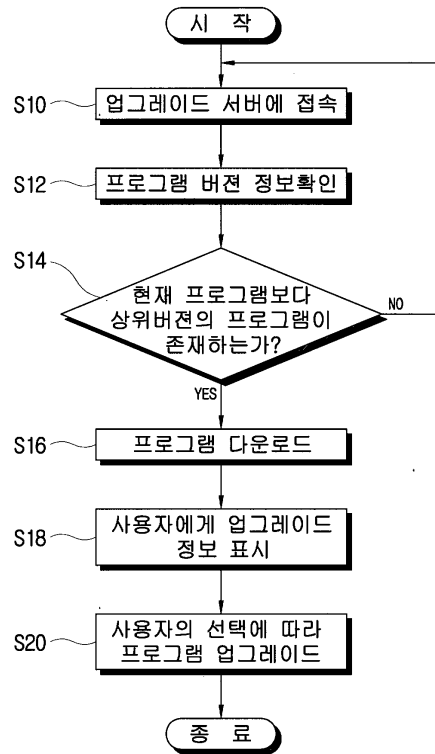 시 작
S10
업그레이드 서버에 접속
S12
프로그램 버젼 정보확인
S14
현재 프로그램보다
상위버젼의 프로그램이
존재하는가?
NO
YES
S16
프로그램 다운로드
S18
사용자에게 업그레이드
정보 표시
S20
사용자의 선택에 따라
프로그램 업그레이드
종 료